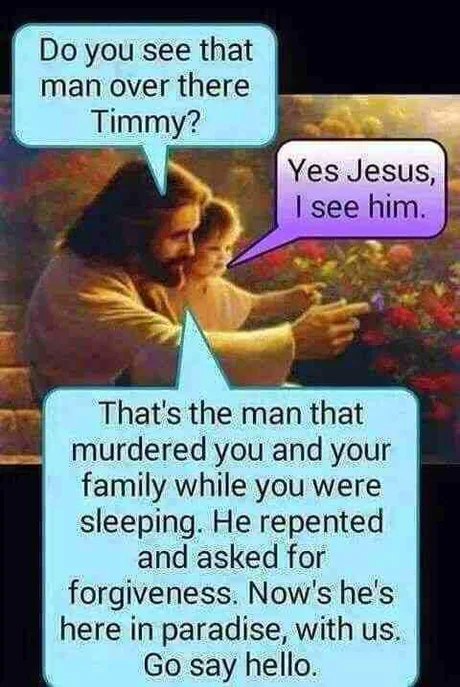 Do you see that
man over there
Timmy?
Yes Jesus,
I see him.
That's the man that
murdered you and your
family while you were
sleeping. He repented
and asked for
forgiveness. Now's he's
here in paradise, with us.
Go say hello.